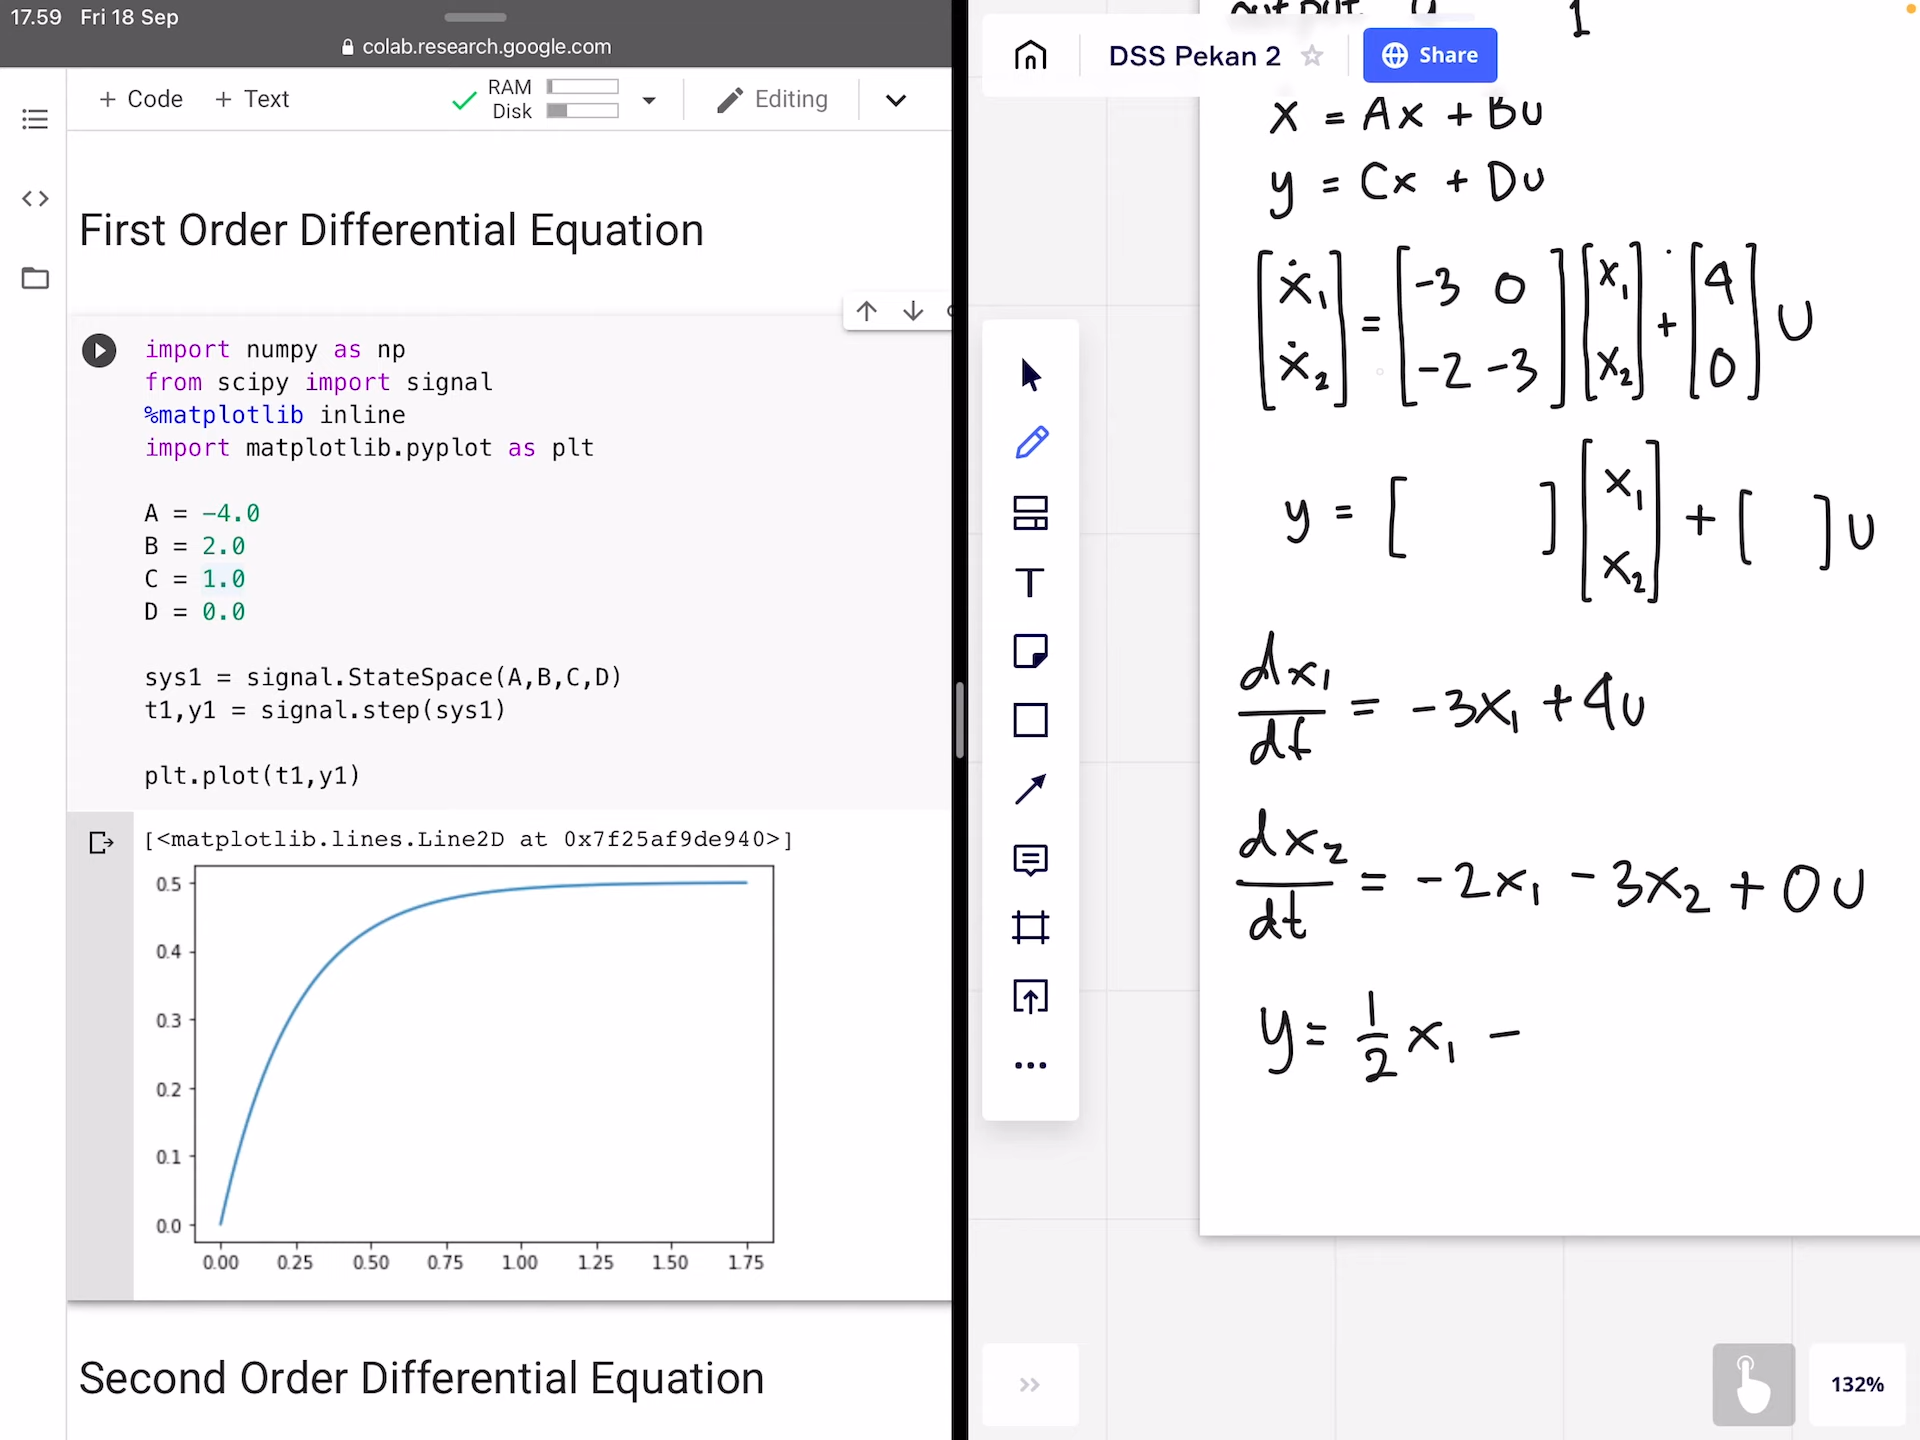 17.59 Fri 18 Sep
colab.research.google.com
+ Code + Text
RAM
Disk
Editing
First Order Differential Equation
import numpy as np
from scipy import signal
%matplotlib inline
import matplotlib.pyplot as plt
A = -4.0
B = 2.0
C = 1.0
D = 0.0
sys1 = signal.StateSpace(A,B,C,D)
t1,y1 = signal.step(sys1)
plt.plot(t1,y1)
[<matplotlib.lines.Line2D at 0x7f25af9de940>]
0.5
0.4
0.3
0.2
0.1
0.0
0.00 0.25 0.50 0.75 1.00 1.25 1.50 1.75
Second Order Differential Equation
DSS Pekan 2
Share
1
x = Ax + Bu
y = Cx + Du
[ẋ₁ ẋ₂] = [-3 0 -2 -3] [x₁ x₂] + [4 0] u
y = [ ] [x₁ x₂] + [ ] u
dx₁/dt = -3x₁ + 4u
dx₂/dt = -2x₁ - 3x₂ + 0u
y = 1/2 x₁ -
T
132%